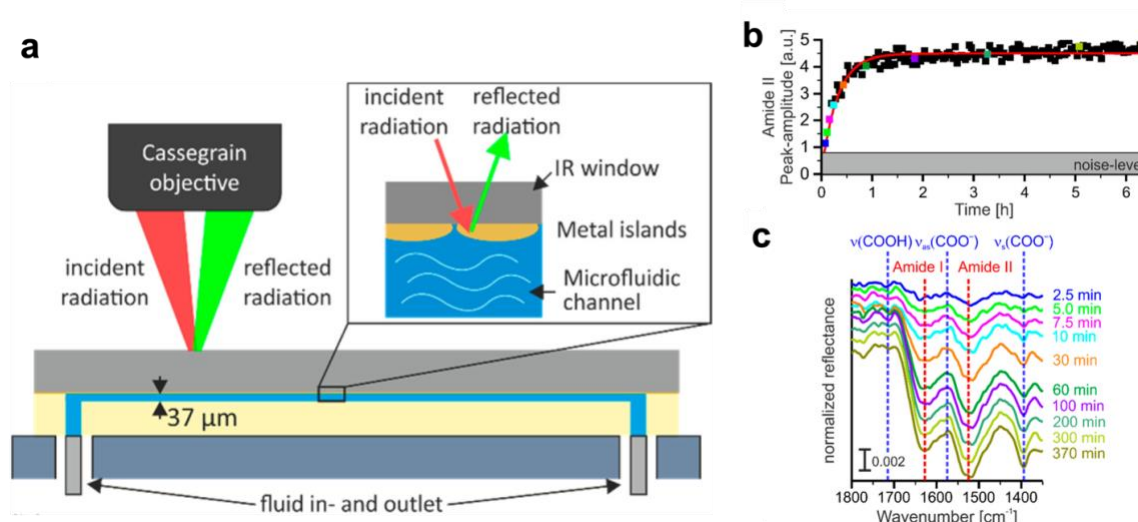 a
Cassegrain
objective
incident
radiation
reflected
radiation
incident
radiation
reflected
radiation
IR window
Metal islands
Microfluidic
channel
37 µm
fluid in- and outlet
b
Amide II
Peak-amplitude [a.u.]
5
4
3
2
1
0
noise-leve
0 1 2 3 4 5 6
Time [h]
c
ν(COOH) νas(COO⁻) νs(COO⁻)
Amide I Amide II
2.5 min
5.0 min
7.5 min
10 min
30 min
60 min
100 min
200 min
300 min
370 min
normalized reflectance
0.002
1800 1700 1600 1500 1400
Wavenumber [cm⁻¹]